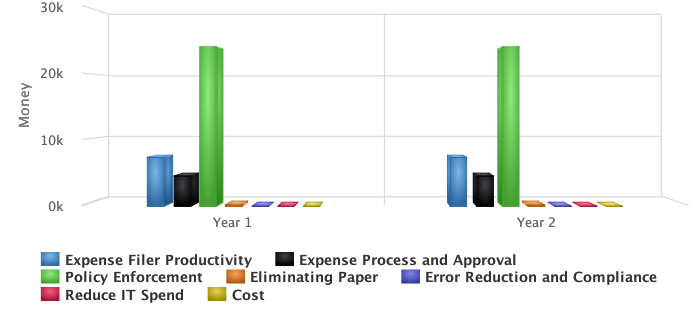 30k
20k
Money
10k
0k
Year 1 Year 2
Expense Filer Productivity Expense Process and Approval
Policy Enforcement Eliminating Paper Error Reduction and Compliance
Reduce IT Spend Cost